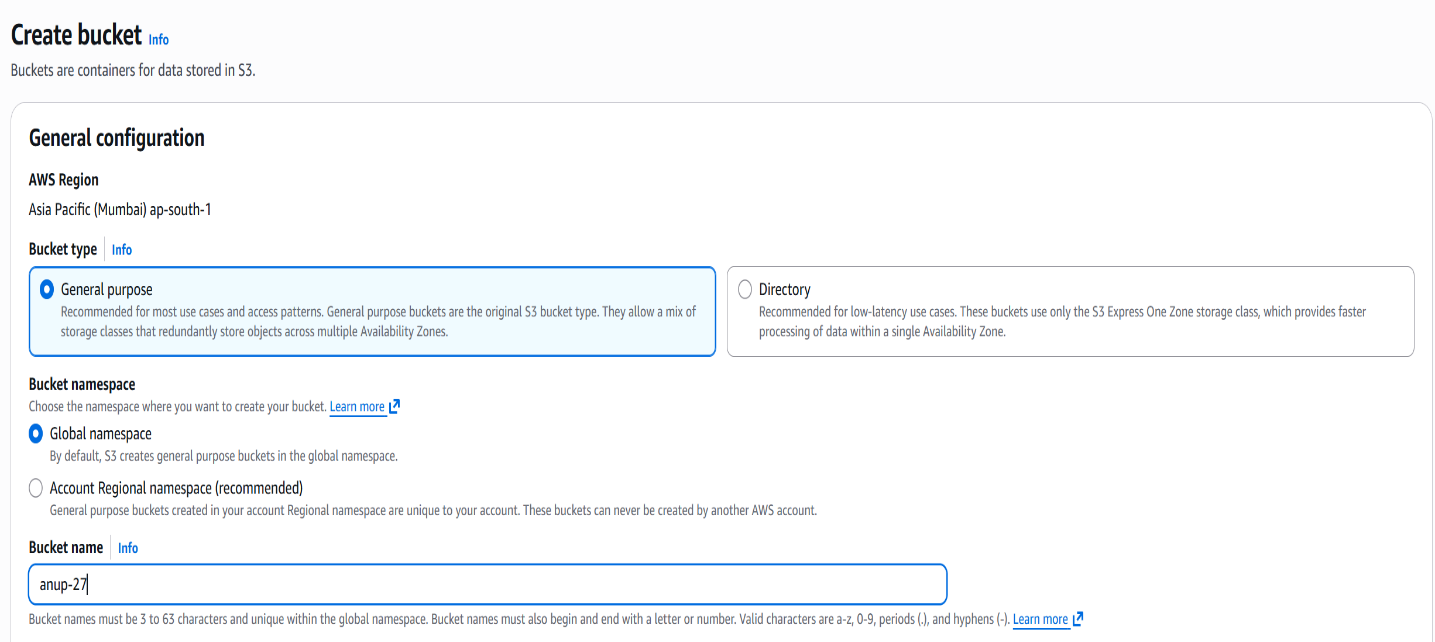 Create bucket Info
Buckets are containers for data stored in S3.
General configuration
AWS Region
Asia Pacific (Mumbai) ap-south-1
Bucket type Info
General purpose
Recommended for most use cases and access patterns. General purpose buckets are the original S3 bucket type. They allow a mix of
storage classes that redundantly store objects across multiple Availability Zones.
Directory
Recommended for low-latency use cases. These buckets use only the S3 Express One Zone storage class, which provides faster
processing of data within a single Availability Zone.
Bucket namespace
Choose the namespace where you want to create your bucket. Learn more
Global namespace
By default, S3 creates general purpose buckets in the global namespace.
Account Regional namespace (recommended)
General purpose buckets created in your account Regional namespace are unique to your account. These buckets can never be created by another AWS account.
Bucket name Info
anup-27
Bucket names must be 3 to 63 characters and unique within the global namespace. Bucket names must also begin and end with a letter or number. Valid characters are a-z, 0-9, periods (.), and hyphens (-). Learn more